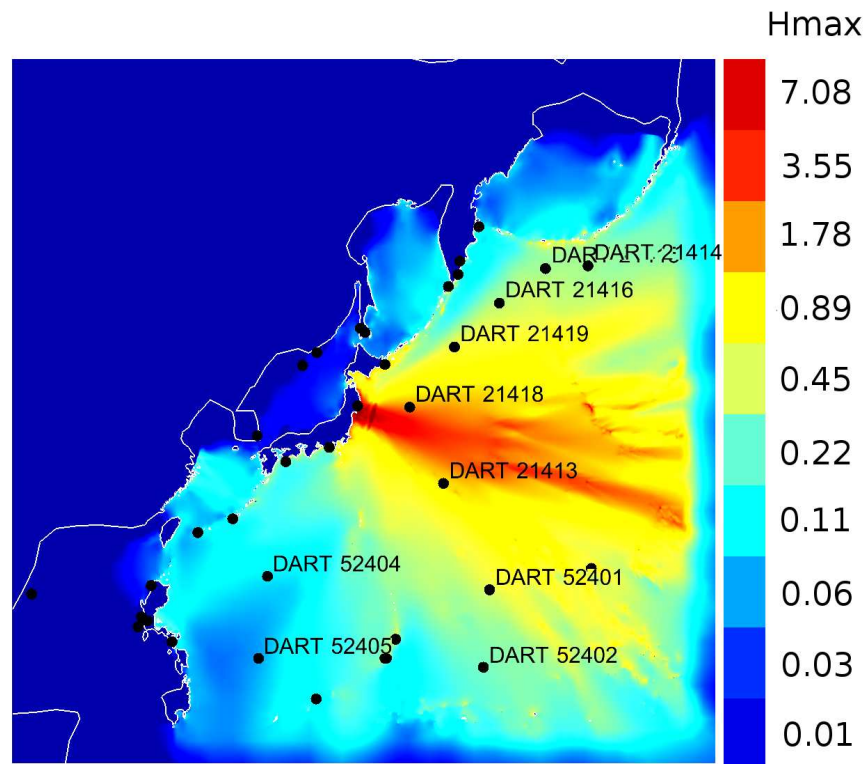 Hmax
7.08
3.55
1.78
0.89
0.45
0.22
0.11
0.06
0.03
0.01
DART 21414
DART 21416
DART 21419
DART 21418
DART 21413
DART 52404
DART 52401
DART 52405
DART 52402